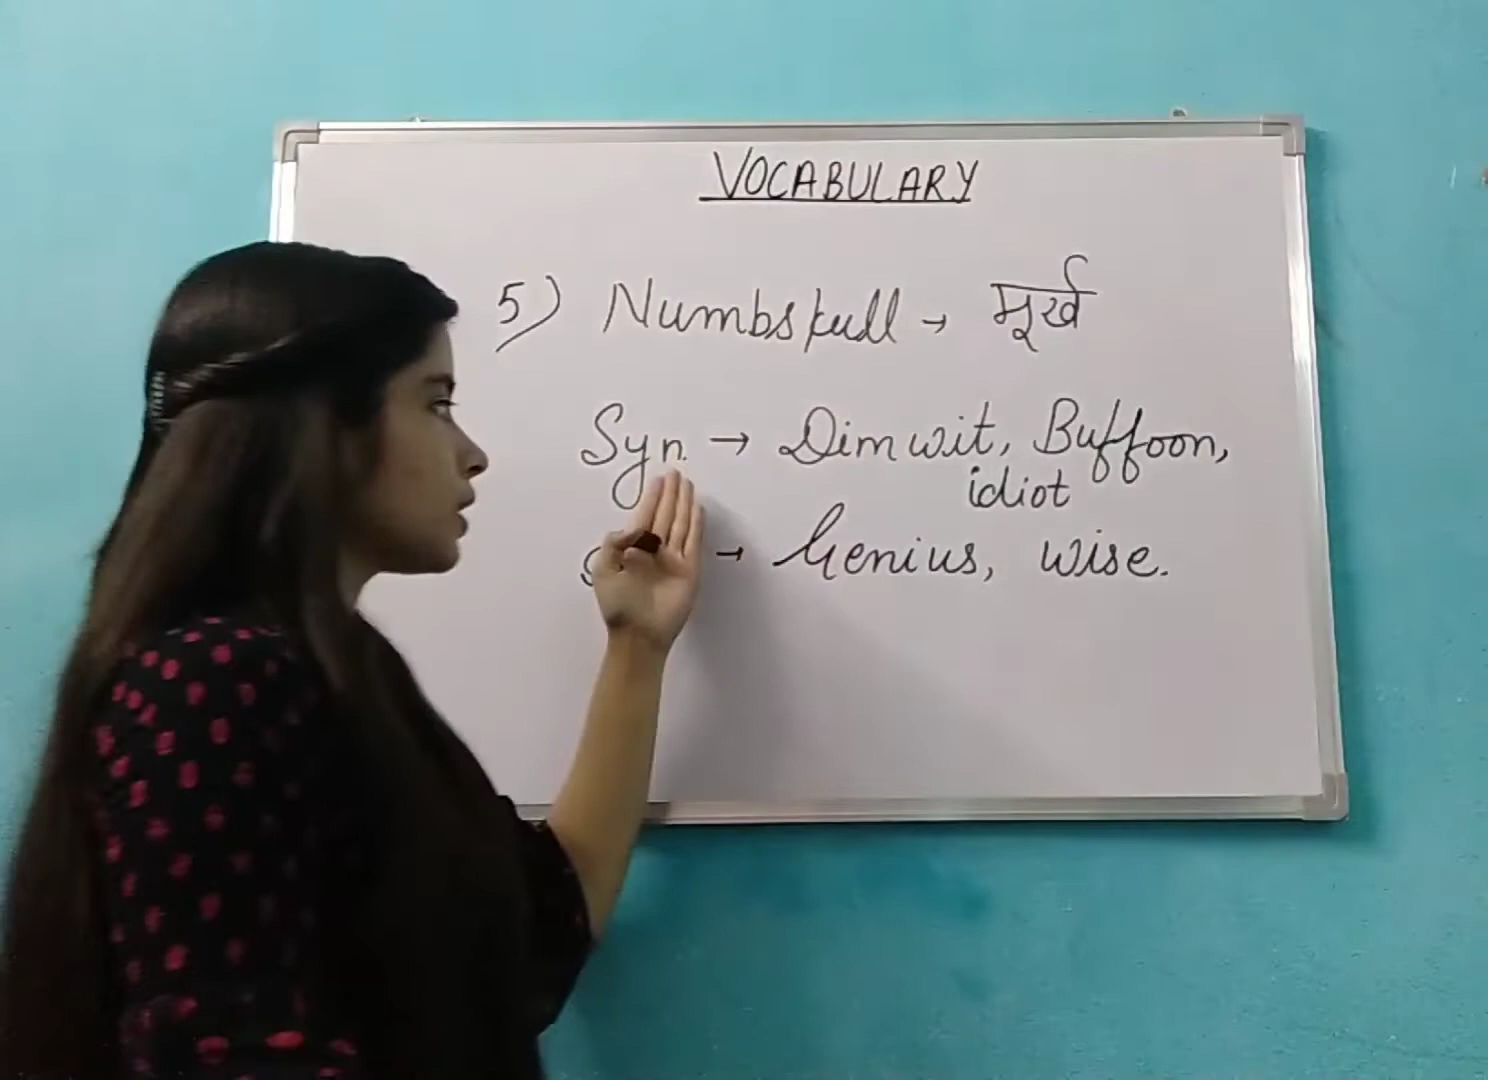 VOCABULARY
5) Numbskull → मूर्ख
Syn. → Dimwit, Buffoon,
idiot
→ Genius, wise.